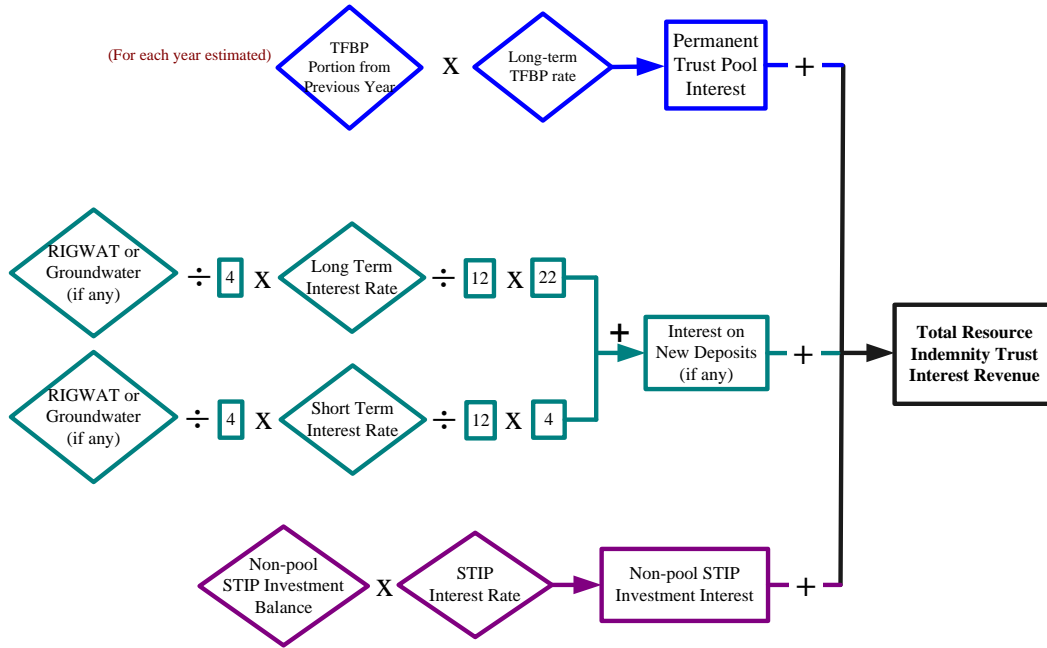 (For each year estimated)
TFBP
Portion from
Previous Year
X
Long-term
TFBP rate
Permanent
Trust Pool
Interest
+
RIGWAT or
Groundwater
(if any)
÷
4
X
Long Term
Interest Rate
÷
12
X
22
+
Interest on
New Deposits
(if any)
+
Total Resource
Indemnity Trust
Interest Revenue
RIGWAT or
Groundwater
(if any)
÷
4
X
Short Term
Interest Rate
÷
12
X
4
Non-pool
STIP Investment
Balance
X
STIP
Interest Rate
Non-pool STIP
Investment Interest
+